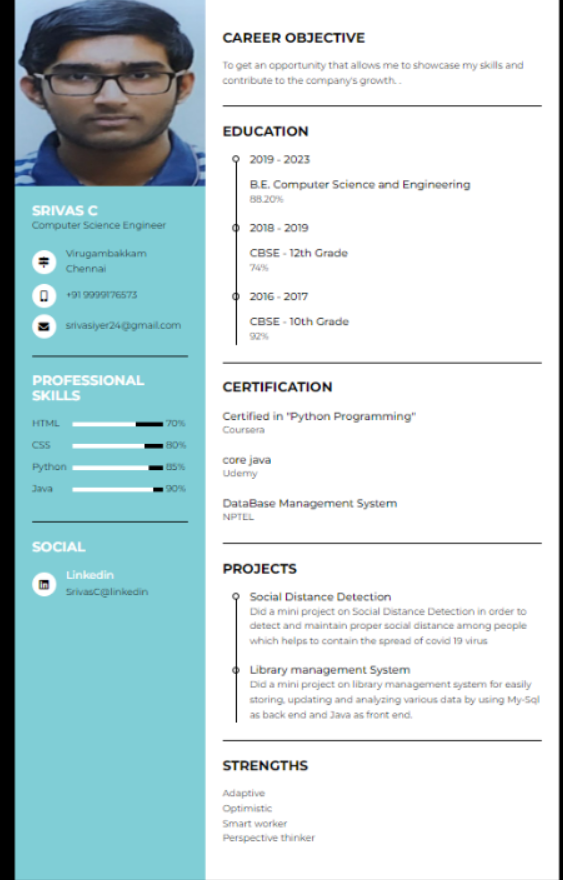 SRIVAS C
Computer Science Engineer
Virugambakkam
Chennai
+91 9999176573
srivasiyer24@gmail.com
PROFESSIONAL
SKILLS
HTML 70%
CSS 80%
Python 85%
Java 90%
SOCIAL
Linkedin
SrivasC@linkedin
CAREER OBJECTIVE
To get an opportunity that allows me to showcase my skills and
contribute to the company's growth. .
EDUCATION
2019 - 2023
B.E. Computer Science and Engineering
88.20%
2018 - 2019
CBSE - 12th Grade
74%
2016 - 2017
CBSE - 10th Grade
92%
CERTIFICATION
Certified in "Python Programming"
Coursera
core java
Udemy
DataBase Management System
NPTEL
PROJECTS
Social Distance Detection
Did a mini project on Social Distance Detection in order to
detect and maintain proper social distance among people
which helps to contain the spread of covid 19 virus
Library management System
Did a mini project on library management system for easily
storing, updating and analyzing various data by using My-Sql
as back end and Java as front end.
STRENGTHS
Adaptive
Optimistic
Smart worker
Perspective thinker